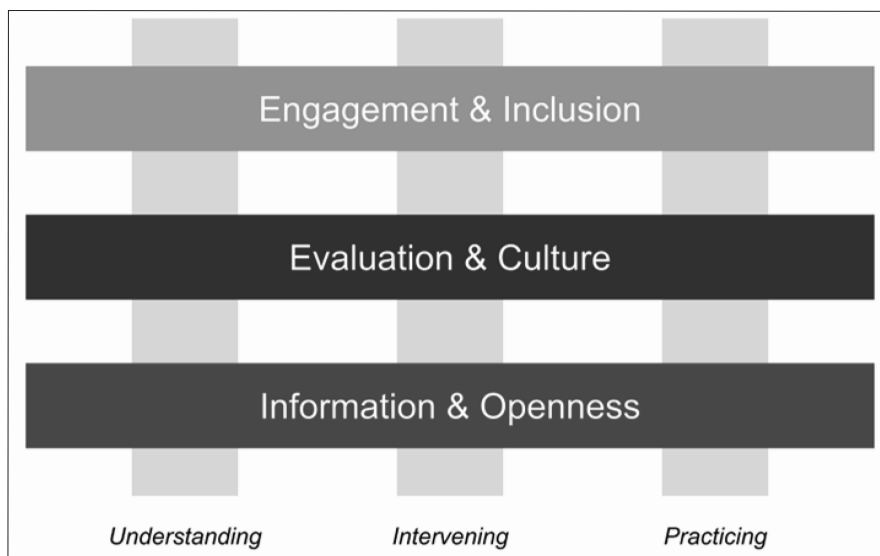 Engagement & Inclusion
Evaluation & Culture
Information & Openness
Understanding Intervening Practicing